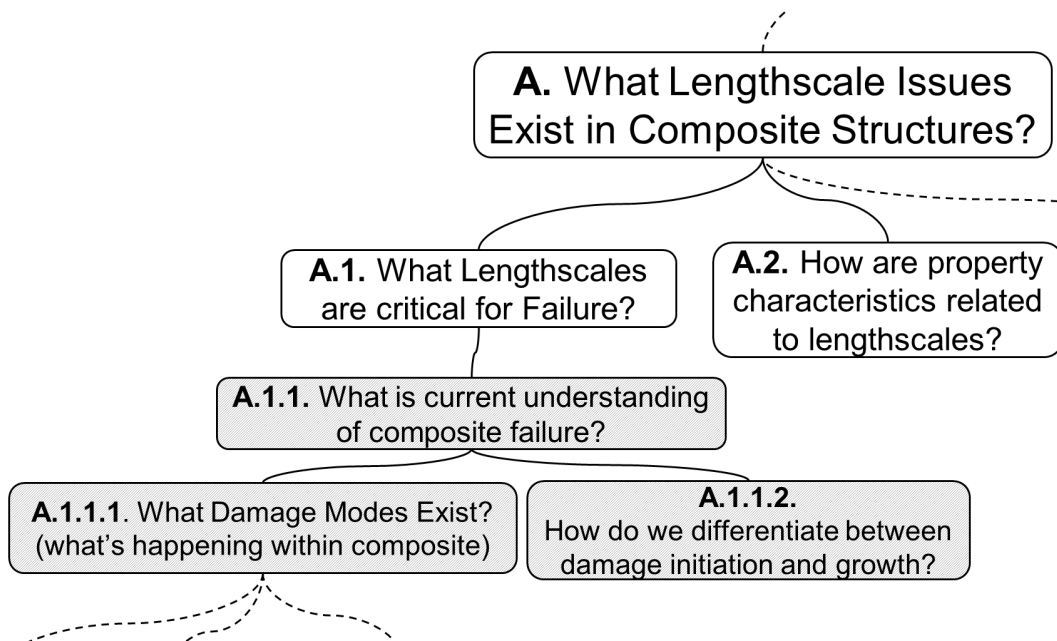 A. What Lengthscale Issues
Exist in Composite Structures?
A.1. What Lengthscales
are critical for Failure?
A.2. How are property
characteristics related
to lengthscales?
A.1.1. What is current understanding
of composite failure?
A.1.1.1. What Damage Modes Exist?
(what's happening within composite)
A.1.1.2.
How do we differentiate between
damage initiation and growth?